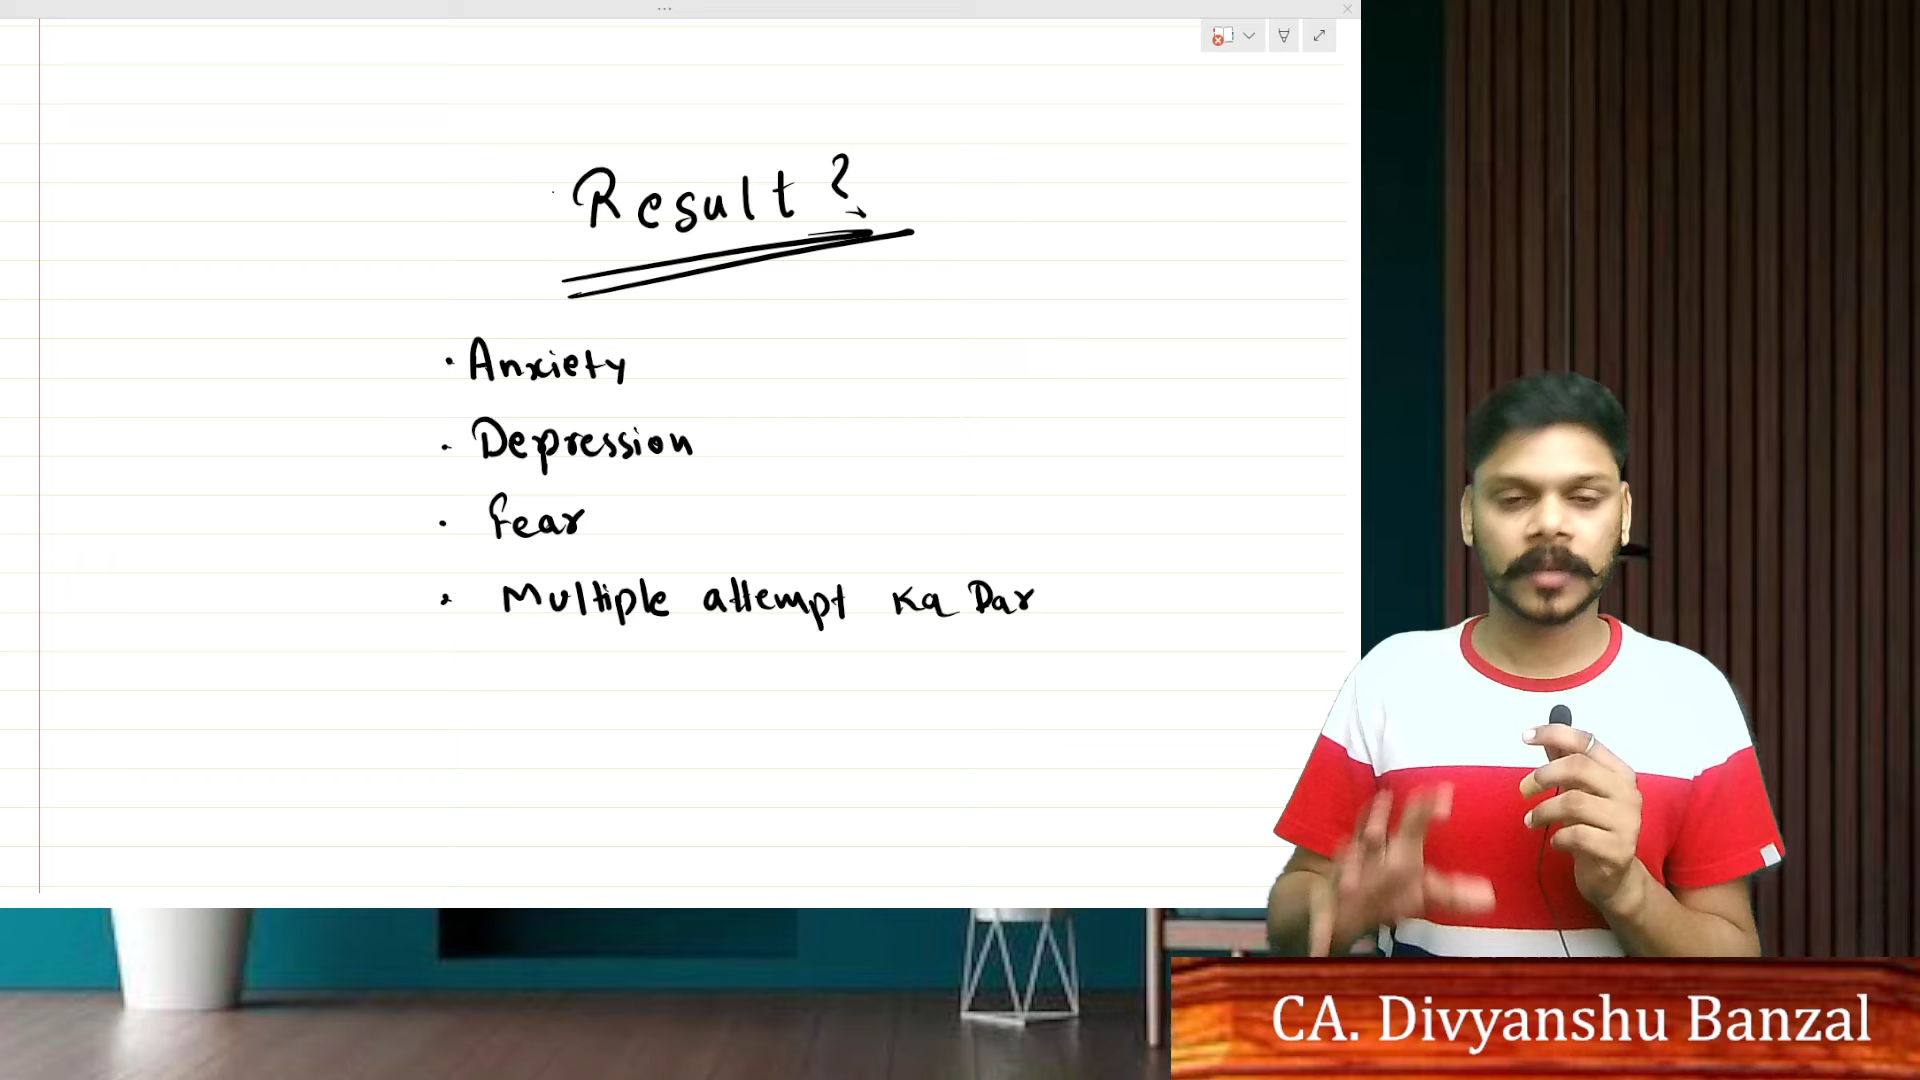 Result?
• Anxiety
• Depression
• Fear
• Multiple attempt ka Dar
CA. Divyanshu Banzal